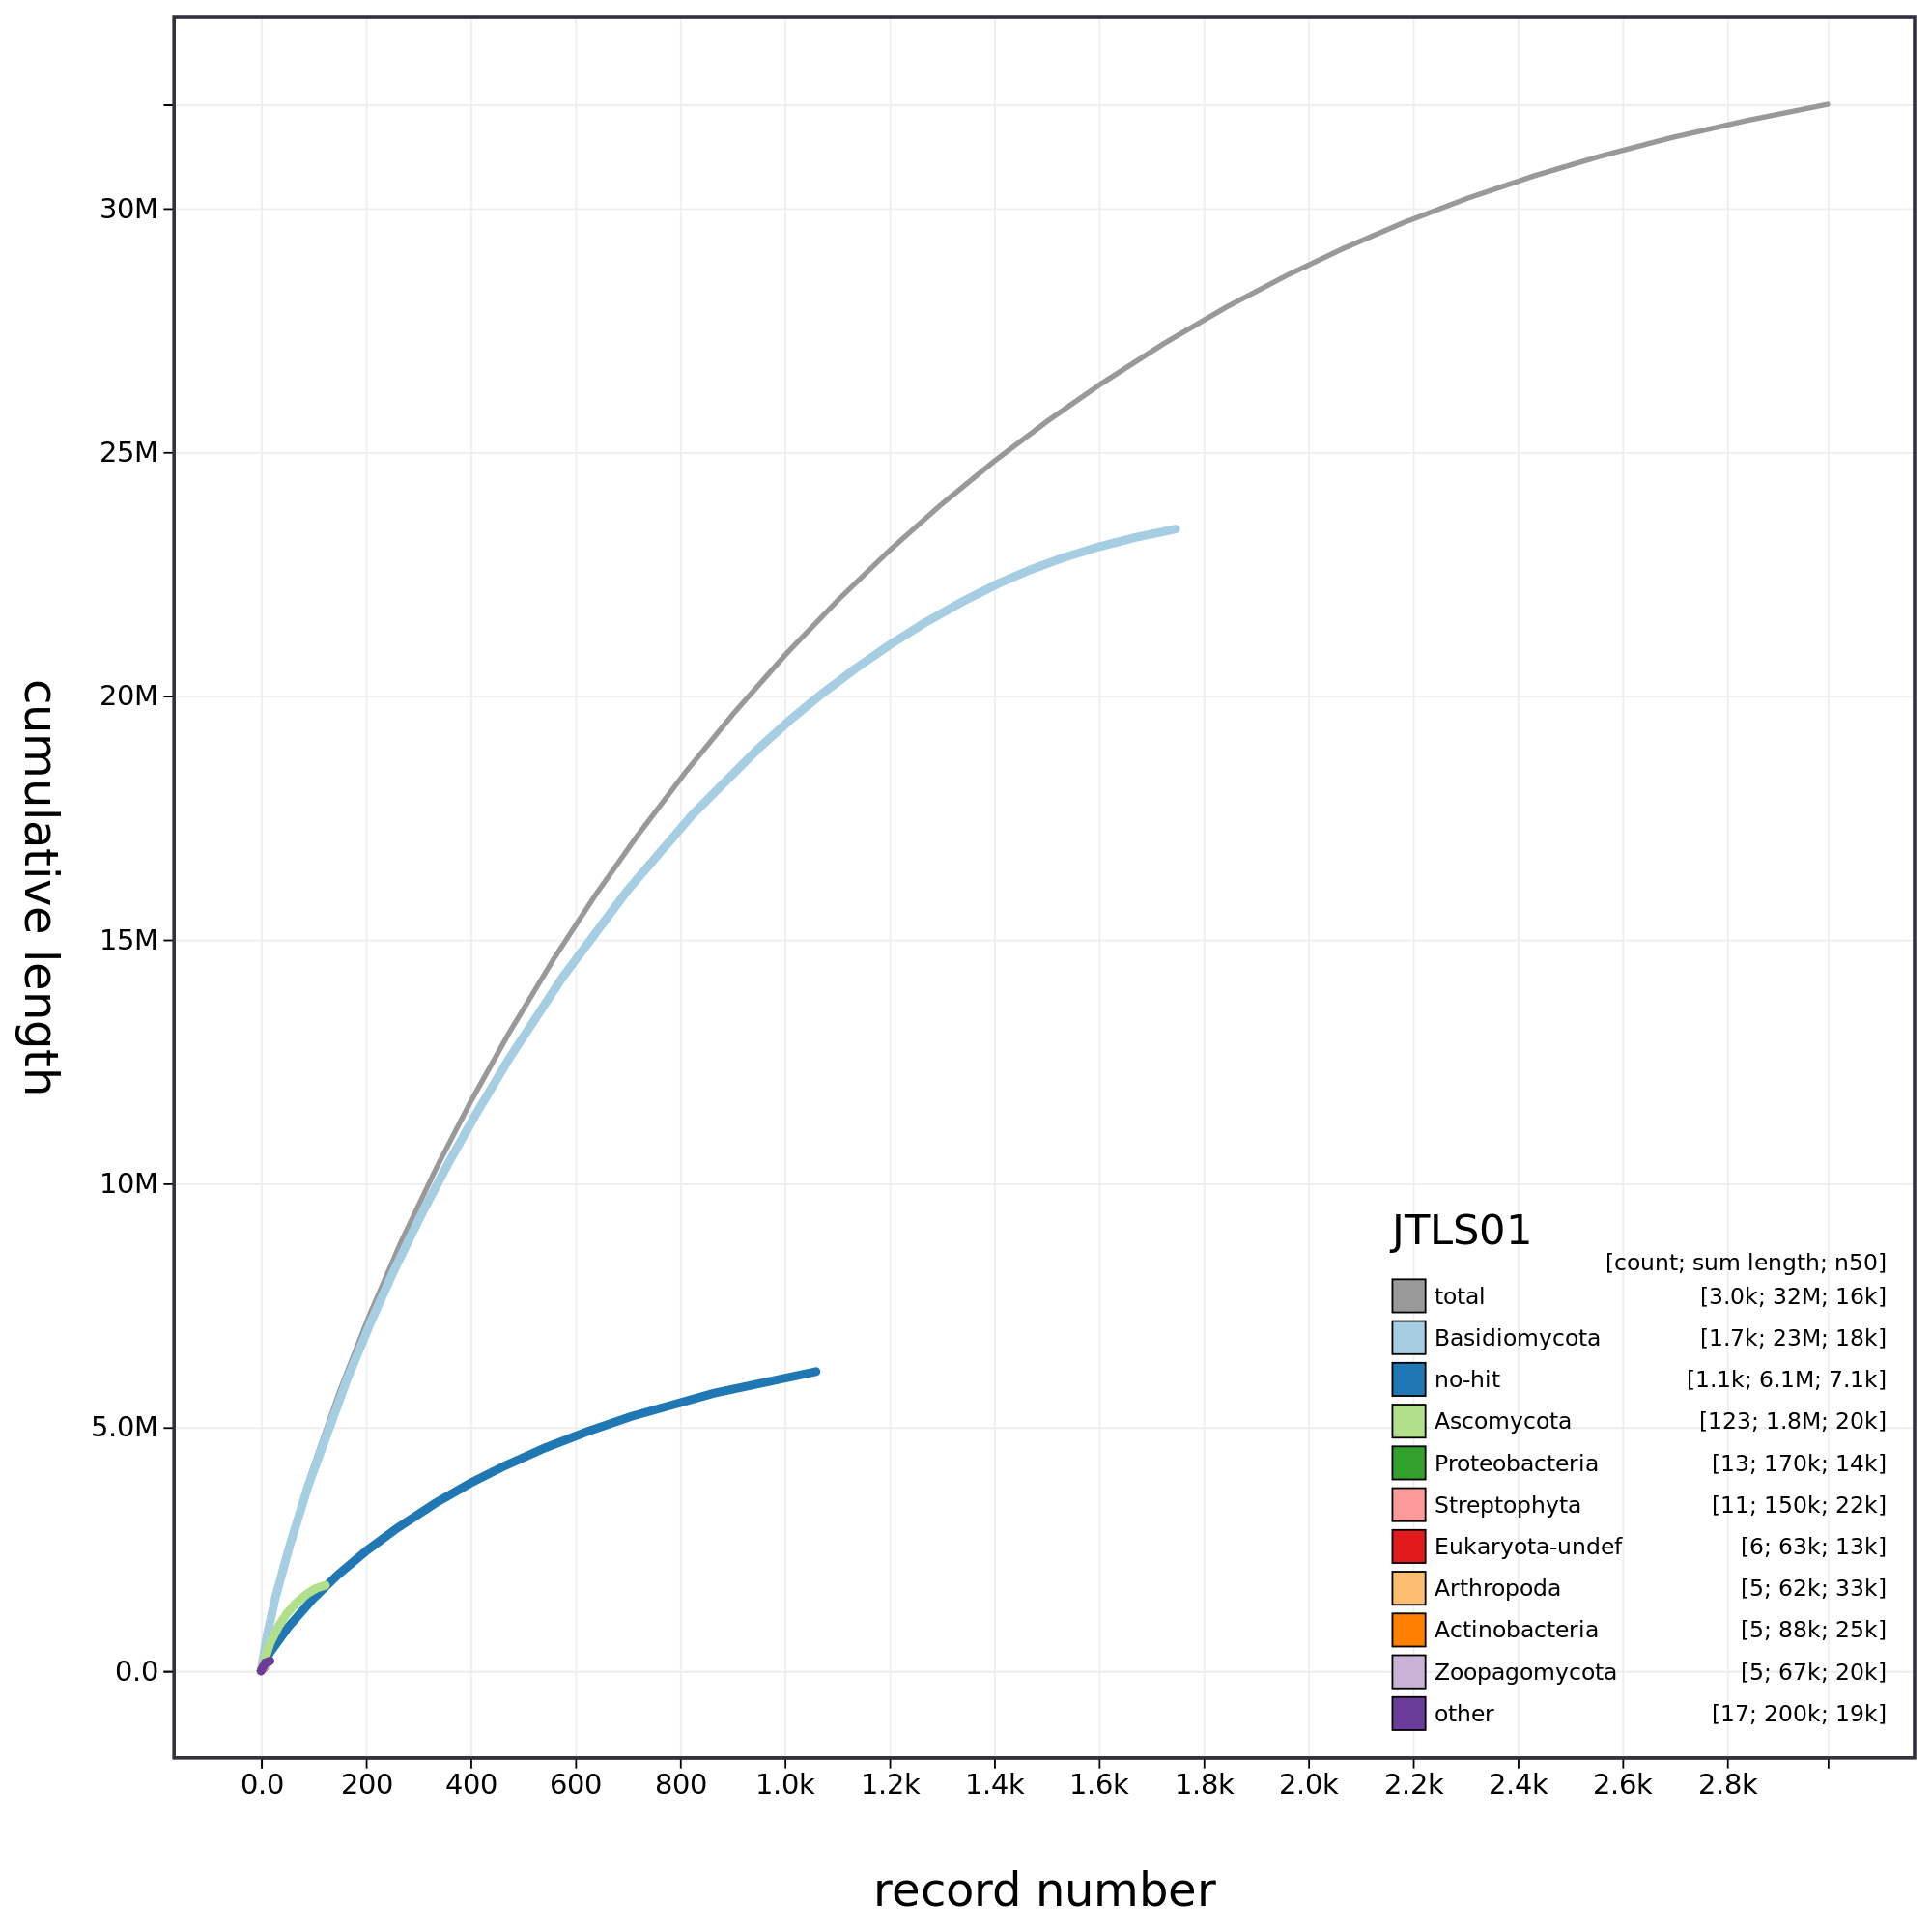 cumulative length
30M
25M
20M
15M
10M
5.0M
0.0
JTLS01
[count; sum length; n50]
total [3.0k; 32M; 16k]
Basidiomycota [1.7k; 23M; 18k]
no-hit [1.1k; 6.1M; 7.1k]
Ascomycota [123; 1.8M; 20k]
Proteobacteria [13; 170k; 14k]
Streptophyta [11; 150k; 22k]
Eukaryota-undef [6; 63k; 13k]
Arthropoda [5; 62k; 33k]
Actinobacteria [5; 88k; 25k]
Zoopagomycota [5; 67k; 20k]
other [17; 200k; 19k]
0.0 200 400 600 800 1.0k 1.2k 1.4k 1.6k 1.8k 2.0k 2.2k 2.4k 2.6k 2.8k
record number